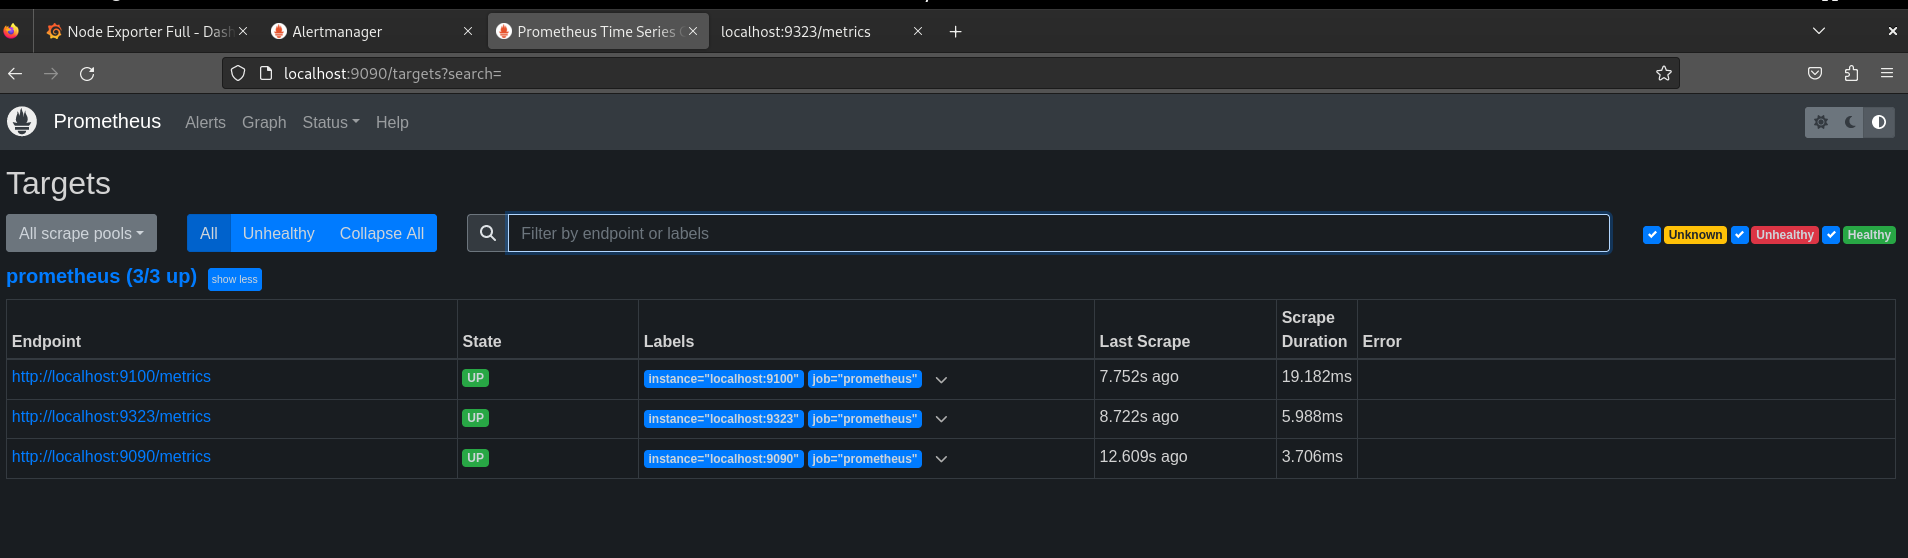 Node Exporter Full - Dash
Alertmanager
Prometheus Time Series
localhost:9323/metrics
localhost:9090/targets?search=
Prometheus Alerts Graph Status Help
Targets
All scrape pools All Unhealthy Collapse All Filter by endpoint or labels Unknown Unhealthy Healthy
prometheus (3/3 up) show less
Endpoint State Labels Last Scrape Scrape Duration Error
http://localhost:9100/metrics UP instance="localhost:9100" job="prometheus" 7.752s ago 19.182ms
http://localhost:9323/metrics UP instance="localhost:9323" job="prometheus" 8.722s ago 5.988ms
http://localhost:9090/metrics UP instance="localhost:9090" job="prometheus" 12.609s ago 3.706ms